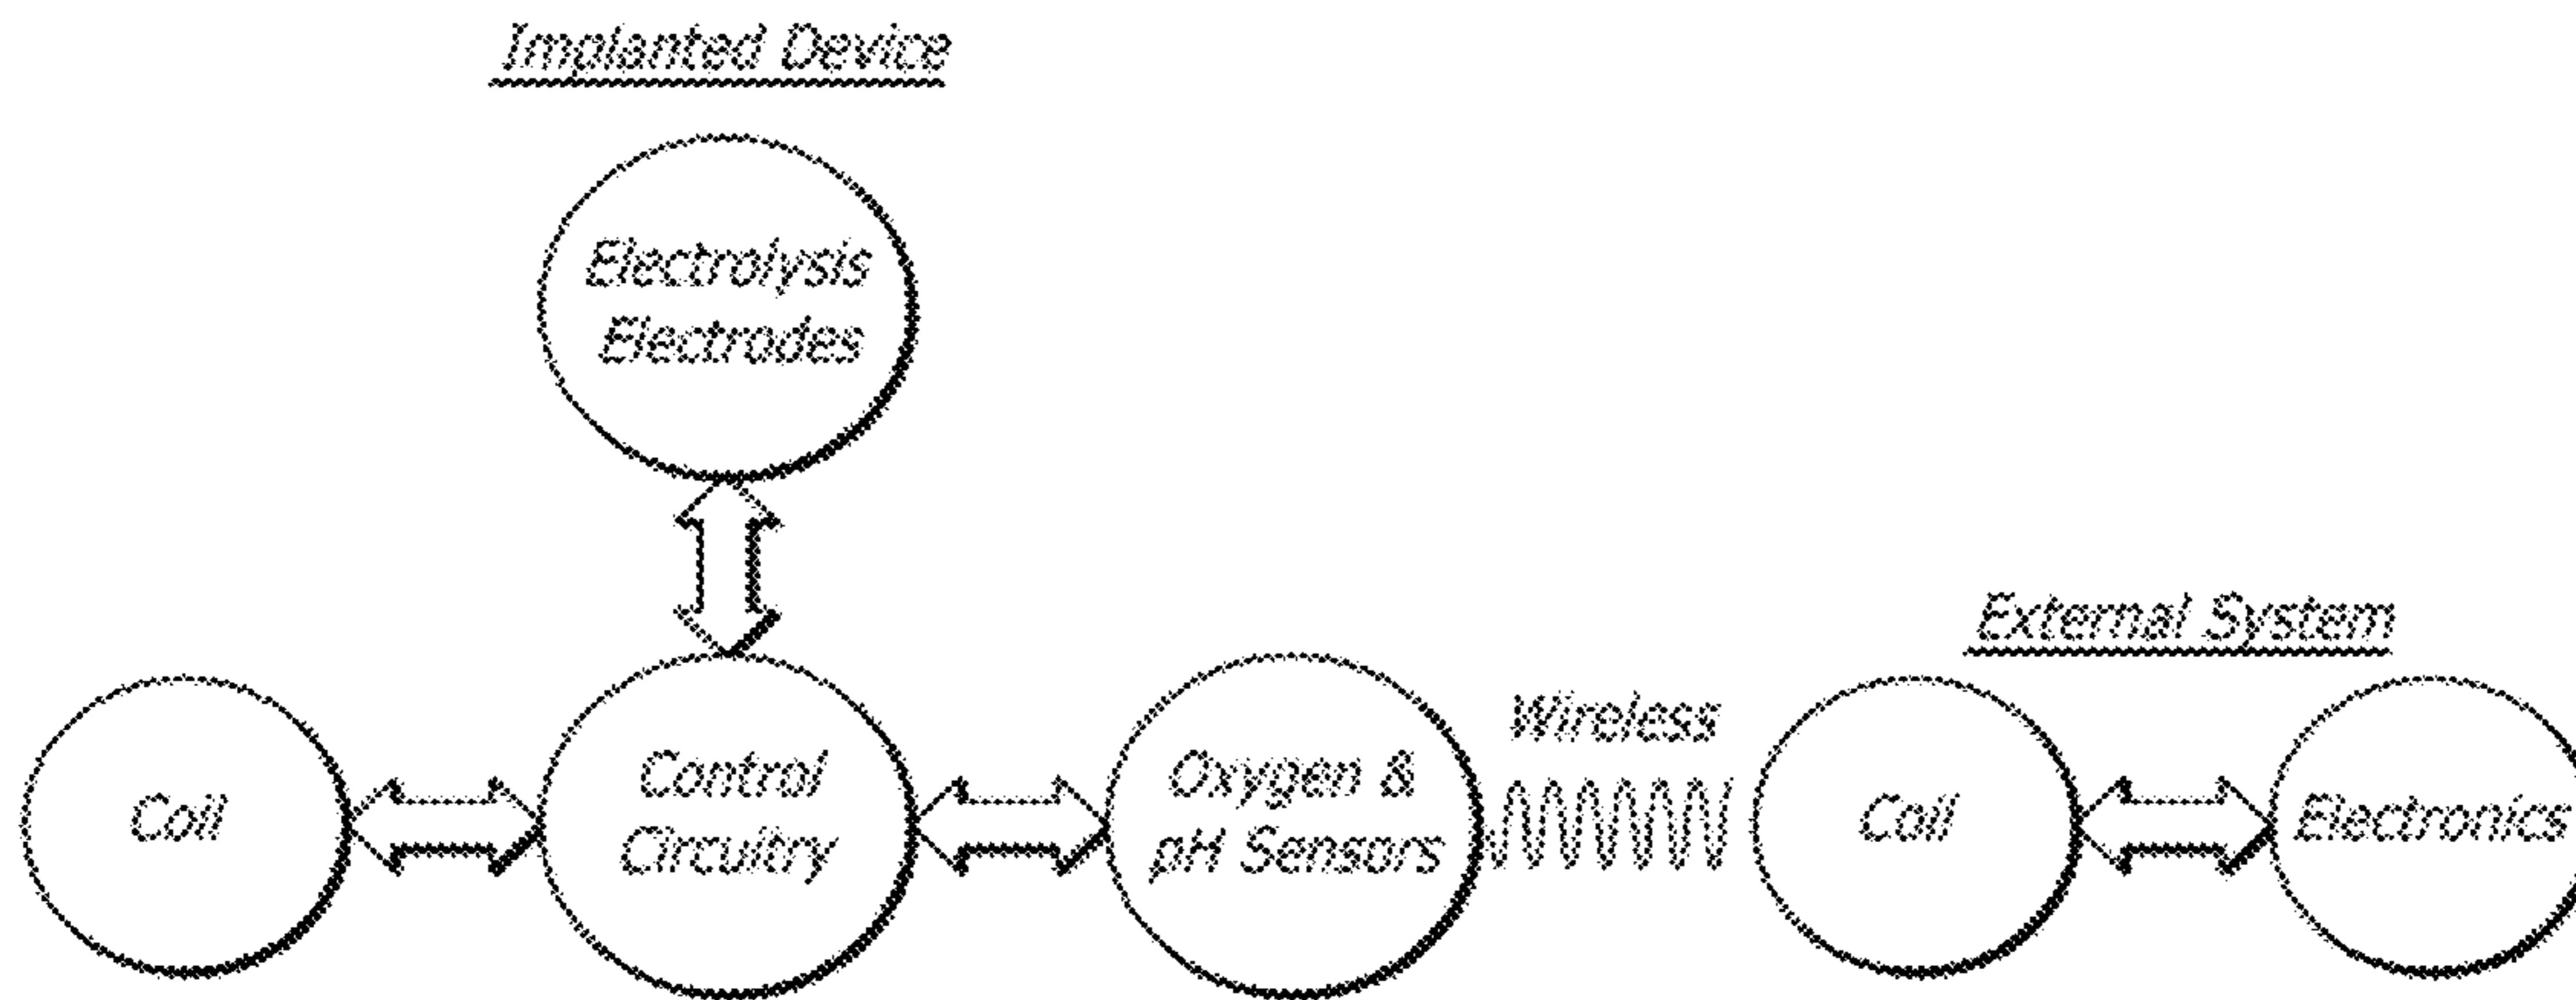 Implanted Device
Electrolysis
Electrodes
External System
Wireless
Coil
Control
Circuitry
Oxygen &
pH Sensors
Coil
Electronics